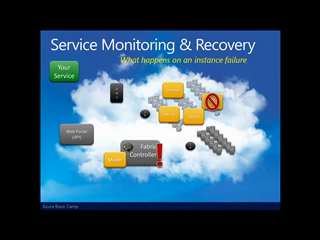 Service Monitoring & Recovery
What happens on an instance failure
Your
Service
Web Portal
(API)
Fabric
Controller
Model
Azure Boot Camp